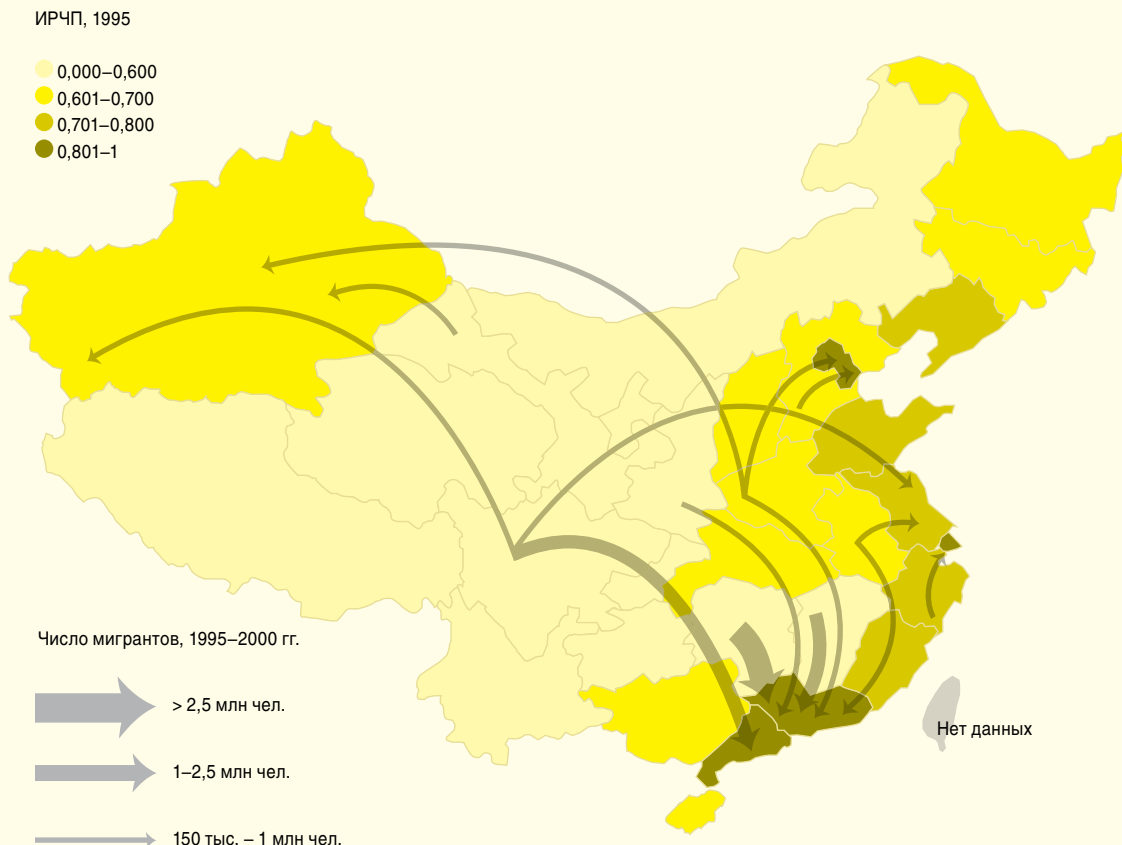 ИРЧП, 1995
0,000–0,600
0,601–0,700
0,701–0,800
0,801–1
Число мигрантов, 1995–2000 гг.
> 2,5 млн чел.
Нет данных
1–2,5 млн чел.
150 тыс. – 1 млн чел.